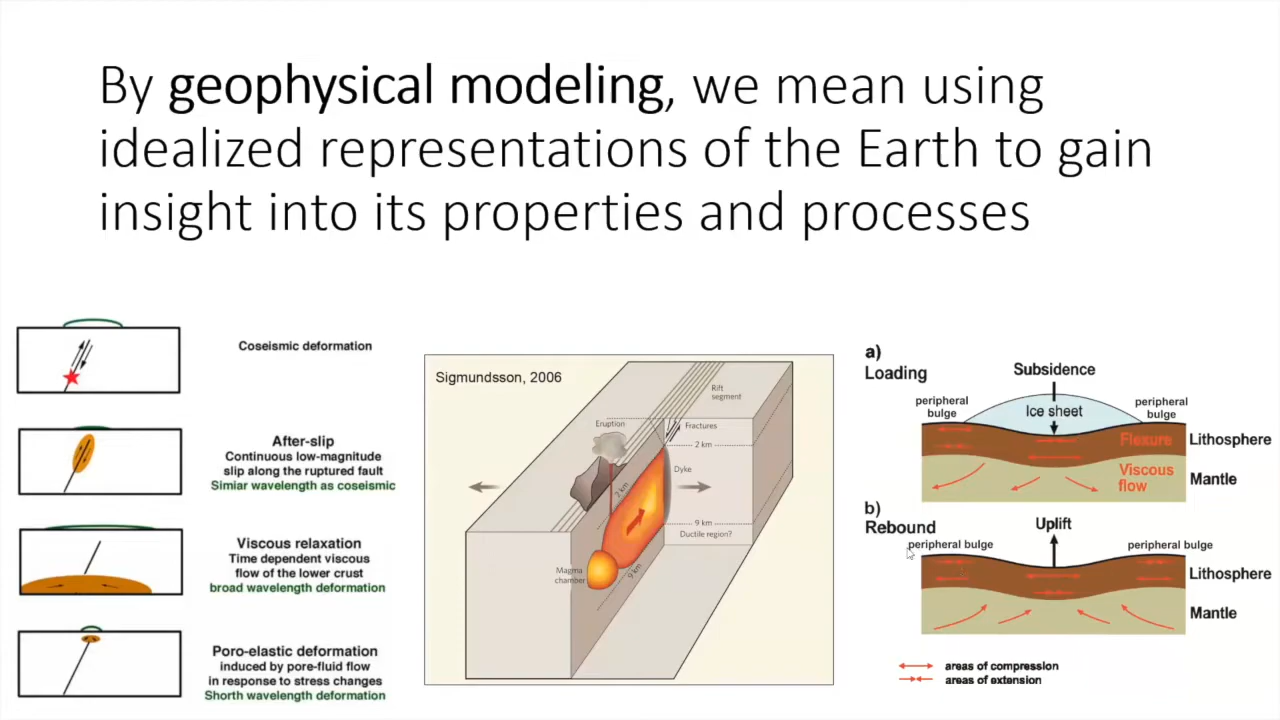 By geophysical modeling, we mean using
idealized representations of the Earth to gain
insight into its properties and processes
Coseismic deformation
After-slip
Continuous low-magnitude
slip along the ruptured fault
Simiar wavelength as coseismic
Viscous relaxation
Time dependent viscous
flow of the lower crust
broad wavelength deformation
Poro-elastic deformation
induced by pore-fluid flow
in response to stress changes
Shorth wavelength deformation
Sigmundsson, 2006
Rift
segment
Eruption
Fractures
2 km
Dyke
2 km
9 km
Ductile region?
Magma
chamber
9 km
a)
Loading
Subsidence
peripheral
bulge
Ice sheet
peripheral
bulge
Flexure
Lithosphere
Viscous
flow
Mantle
b)
Rebound
Uplift
peripheral bulge
peripheral bulge
Lithosphere
Mantle
areas of compression
areas of extension